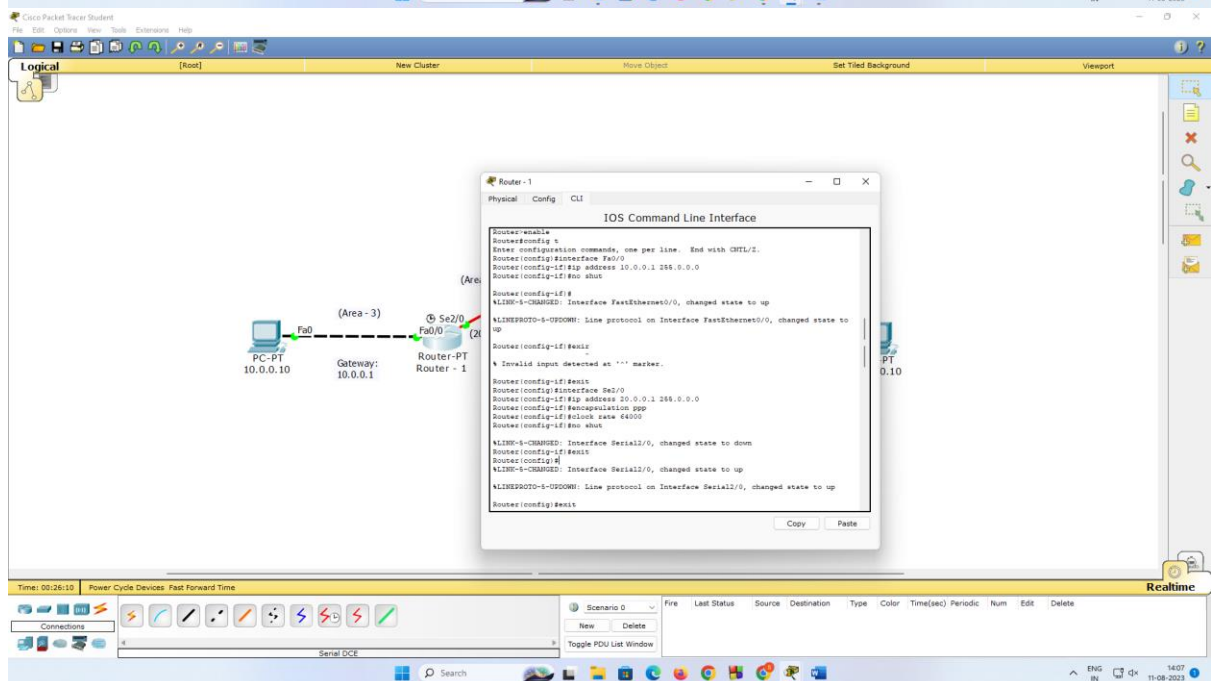 Cisco Packet Tracer Student
File Edit Options View Tools Extensions Help
Logical [Root] New Cluster Move Object Set Tiled Background Viewport
Router - 1
Physical Config CLI
IOS Command Line Interface
Router>enable
Router#config t
Enter configuration commands, one per line. End with CNTL/Z.
Router(config)#interface Fa0/0
Router(config-if)#ip address 10.0.0.1 255.0.0.0
Router(config-if)#no shut
Router(config-if)#
%LINK-5-CHANGED: Interface FastEthernet0/0, changed state to up
%LINEPROTO-5-UPDOWN: Line protocol on Interface FastEthernet0/0, changed state to
up
Router(config-if)#exir
^
% Invalid input detected at '^' marker.
Router(config-if)#exit
Router(config)#interface Se2/0
Router(config-if)#ip address 20.0.0.1 255.0.0.0
Router(config-if)#encapsulation ppp
Router(config-if)#clock rate 64000
Router(config-if)#no shut
%LINK-5-CHANGED: Interface Serial2/0, changed state to down
Router(config-if)#exit
Router(config)#
%LINK-5-CHANGED: Interface Serial2/0, changed state to up
%LINEPROTO-5-UPDOWN: Line protocol on Interface Serial2/0, changed state to up
Router(config)#exit
Copy Paste
(Area - 3)
Se2/0
Fa0
Fa0/0
PC-PT
10.0.0.10
Gateway:
10.0.0.1
Router-PT
Router - 1
-PT
0.10
Time: 00:26:10 Power Cycle Devices Fast Forward Time Realtime
Connections
Serial DCE
Scenario 0
New Delete
Toggle PDU List Window
Fire Last Status Source Destination Type Color Time(sec) Periodic Num Edit Delete
Search
ENG
IN
14:07
11-08-2023